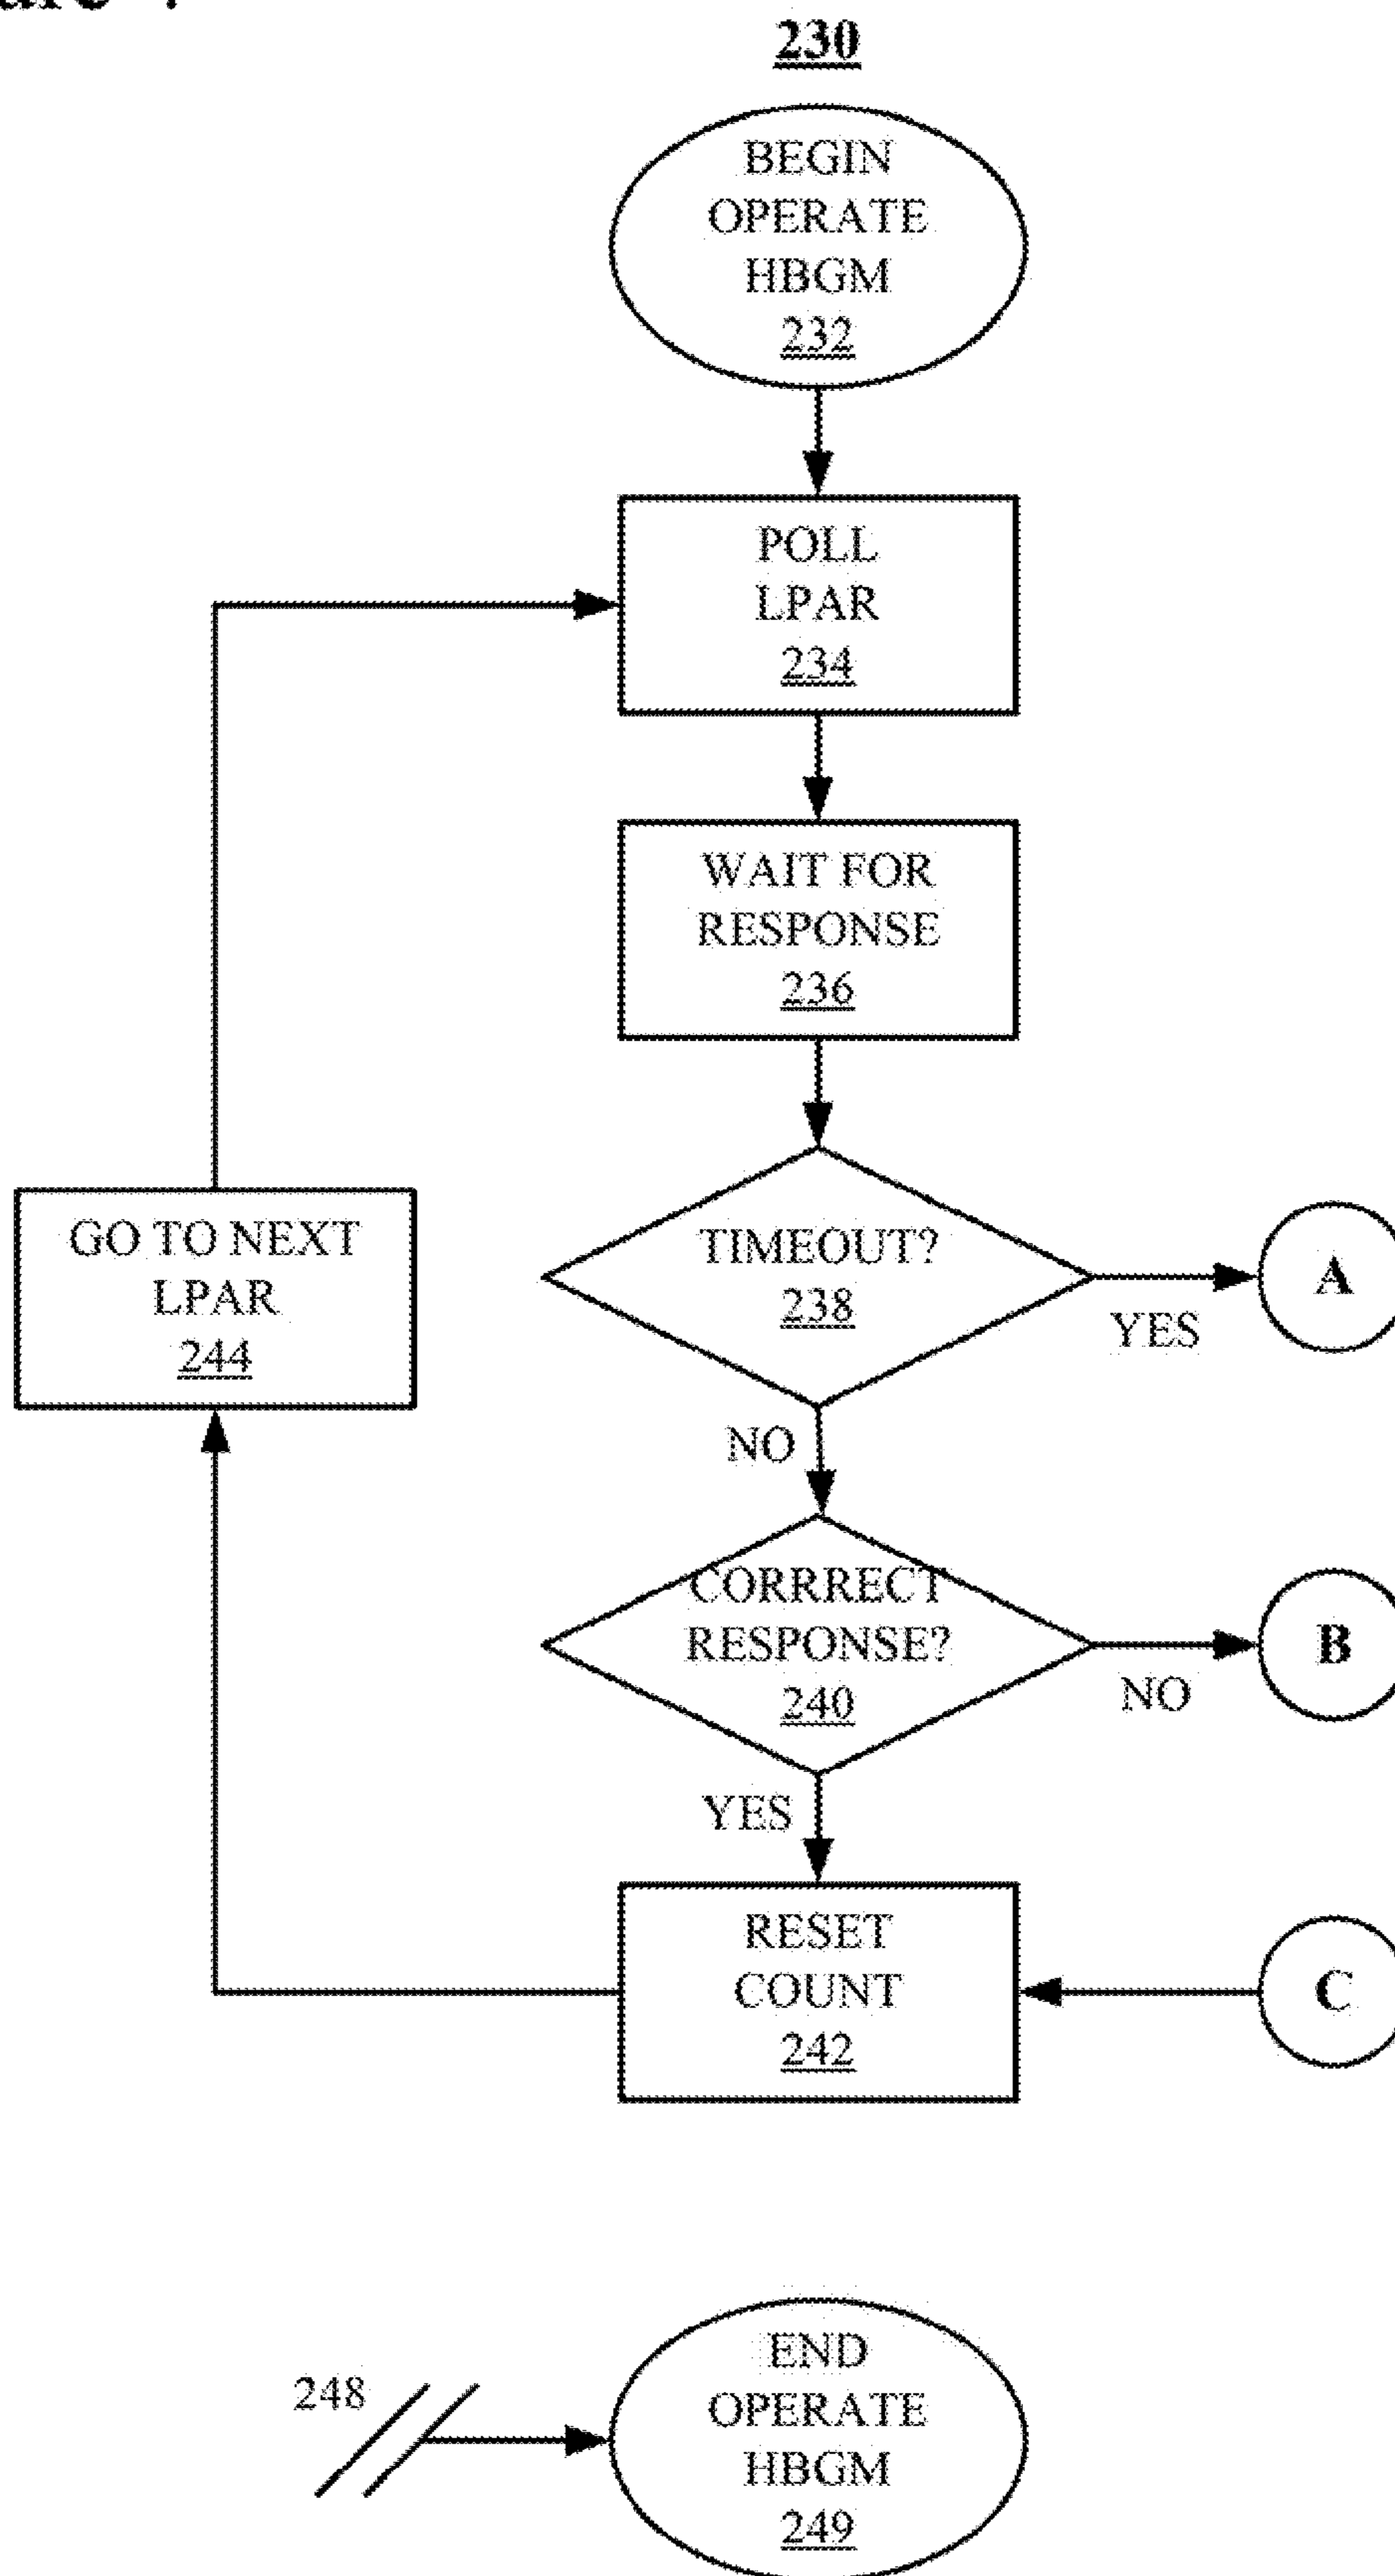 230
BEGIN
OPERATE
HBGM
232
POLL
LPAR
234
WAIT FOR
RESPONSE
236
GO TO NEXT
LPAR
244
TIMEOUT?
238
YES
A
NO
CORRRECT
RESPONSE?
240
NO
B
YES
RESET
COUNT
242
C
248
END
OPERATE
HBGM
249